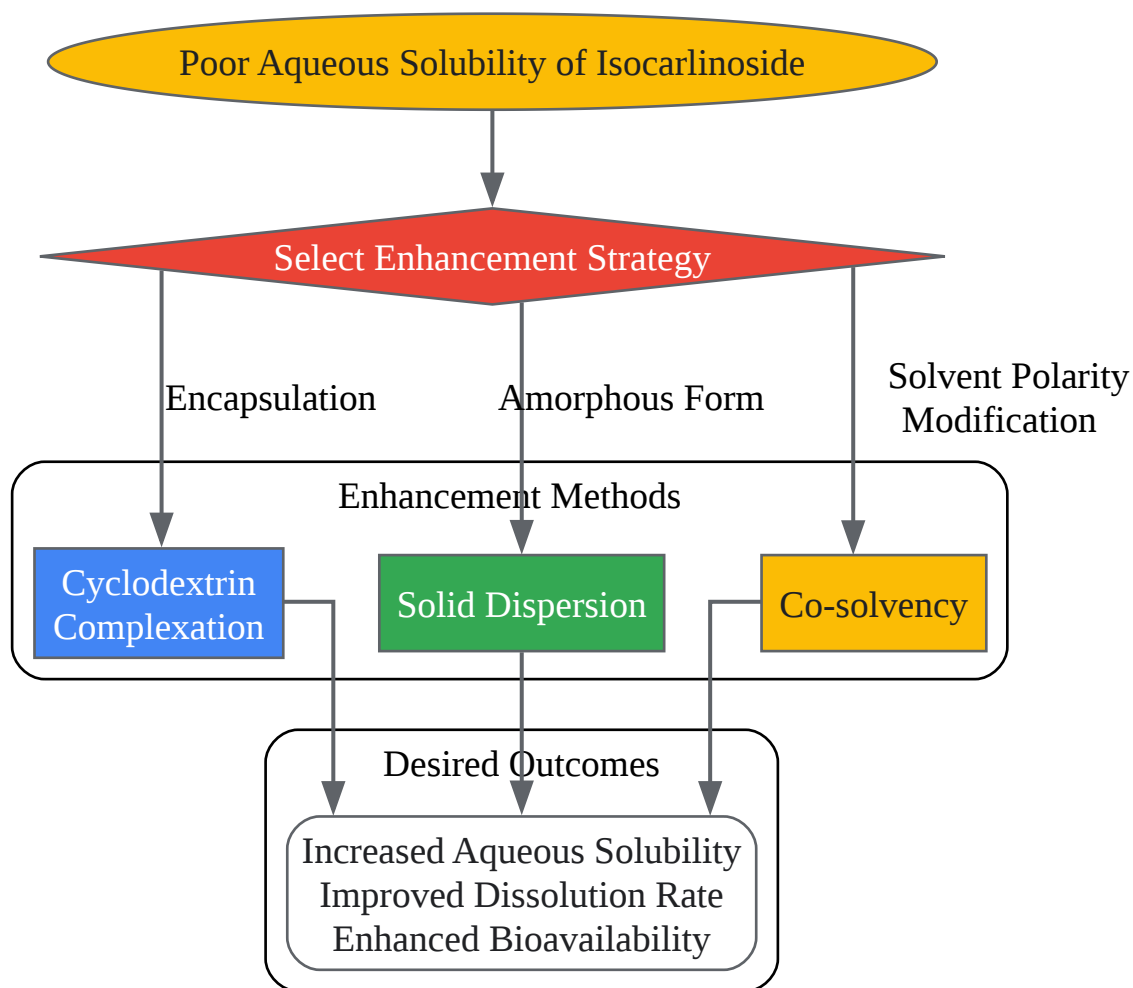 Poor Aqueous Solubility of Isocarlinoside
Select Enhancement Strategy
Encapsulation
Amorphous Form
Solvent Polarity
Modification
Enhancement Methods
Cyclodextrin
Complexation
Solid Dispersion
Co-solvency
Desired Outcomes
Increased Aqueous Solubility
Improved Dissolution Rate
Enhanced Bioavailability